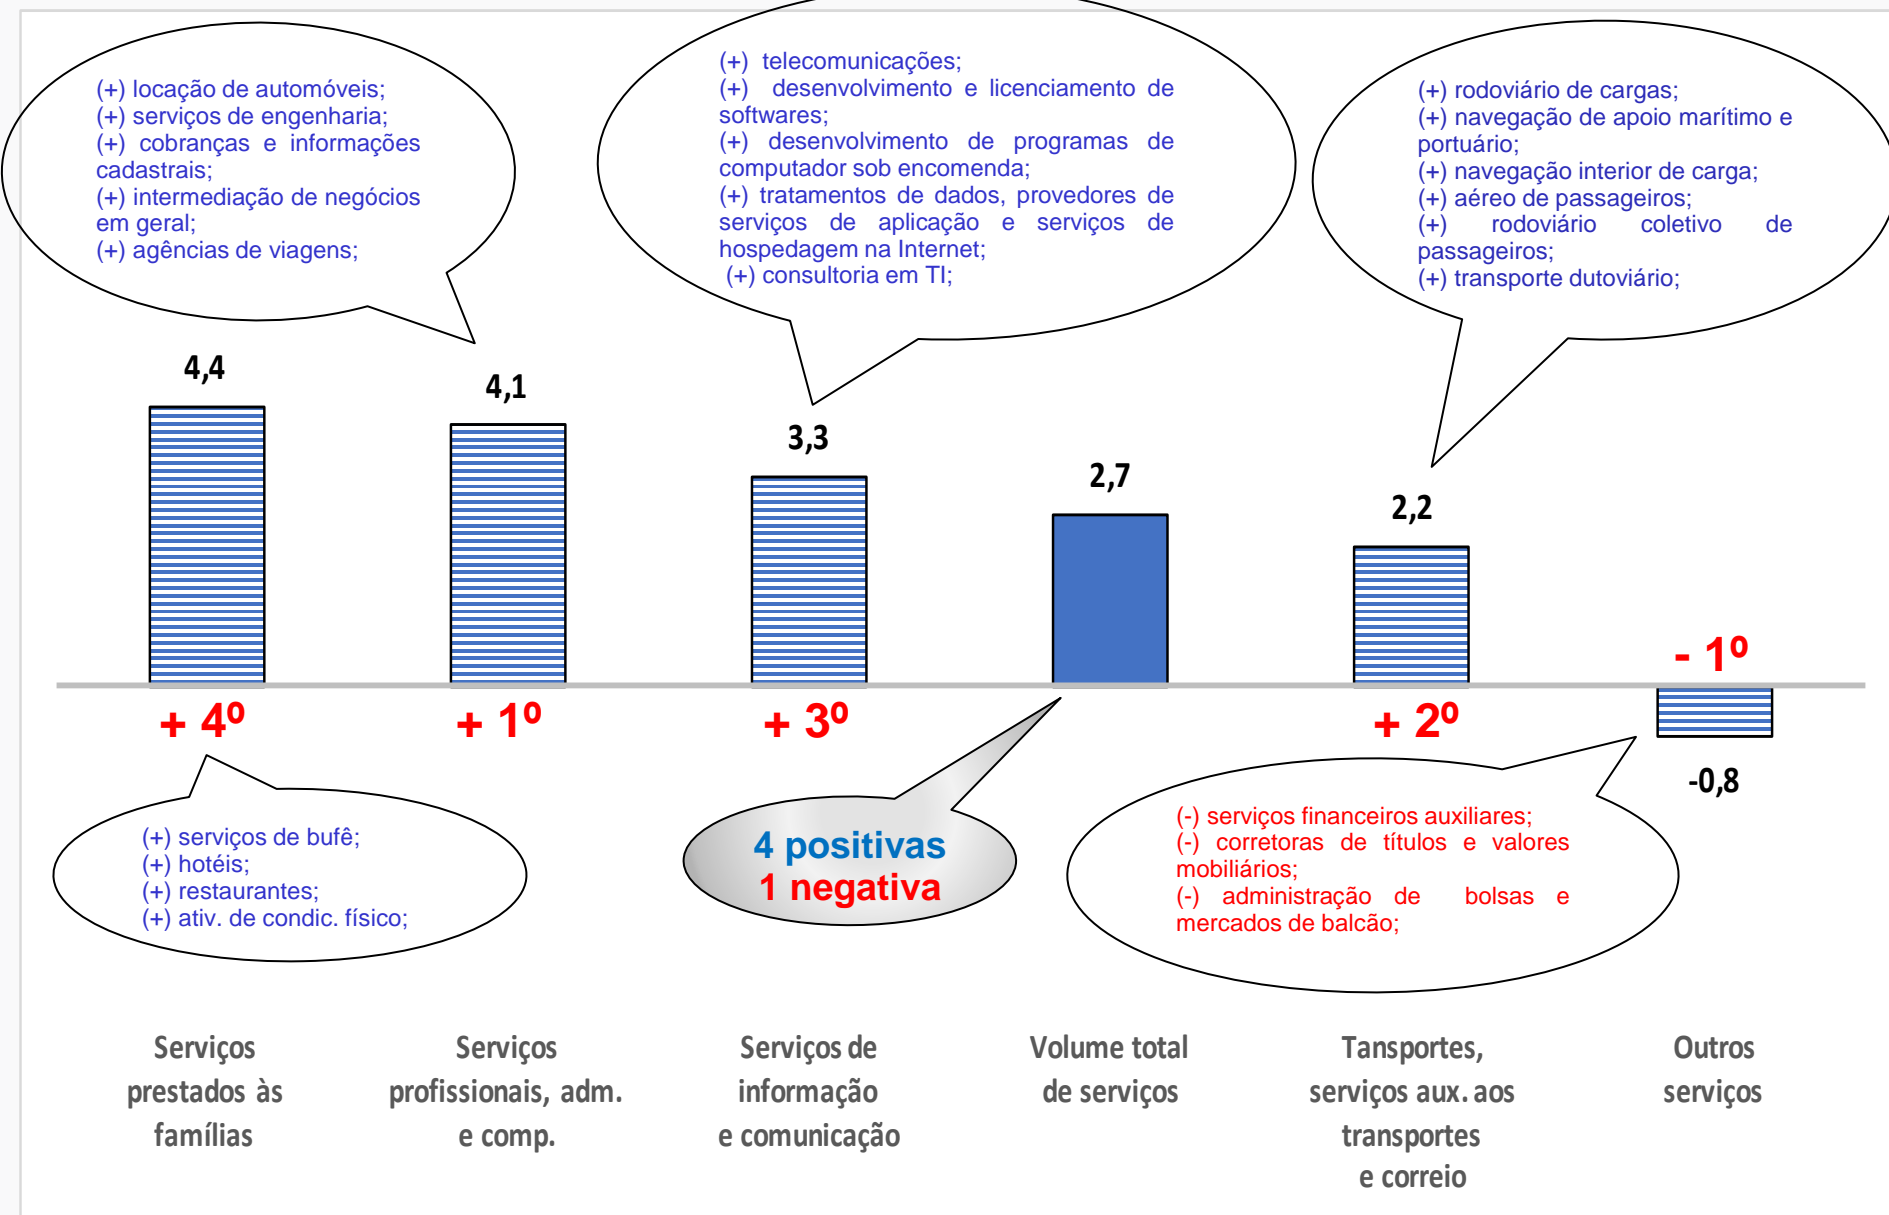 (+) locação de automóveis;
(+) serviços de engenharia;
(+) cobranças e informações
cadastrais;
(+) intermediação de negócios
em geral;
(+) agências de viagens;
(+) telecomunicações;
(+) desenvolvimento e licenciamento de
softwares;
(+) desenvolvimento de programas de
computador sob encomenda;
(+) tratamentos de dados, provedores de
serviços de aplicação e serviços de
hospedagem na Internet;
(+) consultoria em TI;
(+) rodoviário de cargas;
(+) navegação de apoio marítimo e
portuário;
(+) navegação interior de carga;
(+) aéreo de passageiros;
(+) rodoviário coletivo de
passageiros;
(+) transporte dutoviário;
4,4
4,1
3,3
2,7
2,2
- 1º
+ 4º
+ 1º
+ 3º
+ 2º
-0,8
(+) serviços de bufê;
(+) hotéis;
(+) restaurantes;
(+) ativ. de condic. físico;
4 positivas
1 negativa
(-) serviços financeiros auxiliares;
(-) corretoras de títulos e valores
mobiliários;
(-) administração de bolsas e
mercados de balcão;
Serviços
prestados às
famílias
Serviços
profissionais, adm.
e comp.
Serviços de
informação
e comunicação
Volume total
de serviços
Tansportes,
serviços aux. aos
transportes
e correio
Outros
serviços